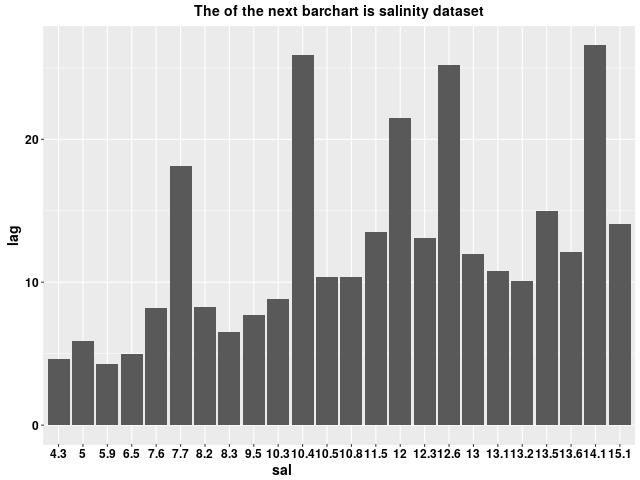 The of the next barchart is salinity dataset
lag
20
10
0
4.3 5 5.9 6.5 7.6 7.7 8.2 8.3 9.5 10.3 10.4 10.5 10.8 11.5 12 12.3 12.6 13 13.1 13.2 13.5 13.6 14.1 15.1
sal